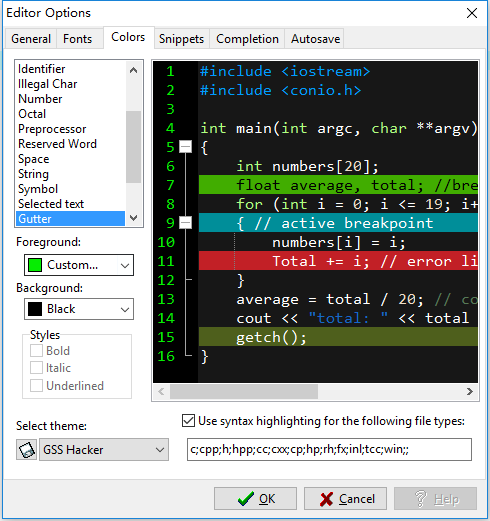 Editor Options
General Fonts Colors Snippets Completion Autosave
Identifier
Illegal Char
Number
Octal
Preprocessor
Reserved Word
Space
String
Symbol
Selected text
Gutter
Foreground:
Custom...
Background:
Black
Styles
Bold
Italic
Underlined
1 #include <iostream>
2 #include <conio.h>
3
4 int main(int argc, char **argv)
5 {
6 int numbers[20];
7 float average, total; //bre
8 for (int i = 0; i <= 19; i+
9 { // active breakpoint
10 numbers[i] = i;
11 Total += i; // error li
12 }
13 average = total / 20; // co
14 cout << "total: " << total
15 getch();
16 }
Select theme:
GSS Hacker
Use syntax highlighting for the following file types:
c;cpp;h;hpp;cc;cxx;cp;hp;rh;fx;inl;tcc;win;;
OK Cancel Help